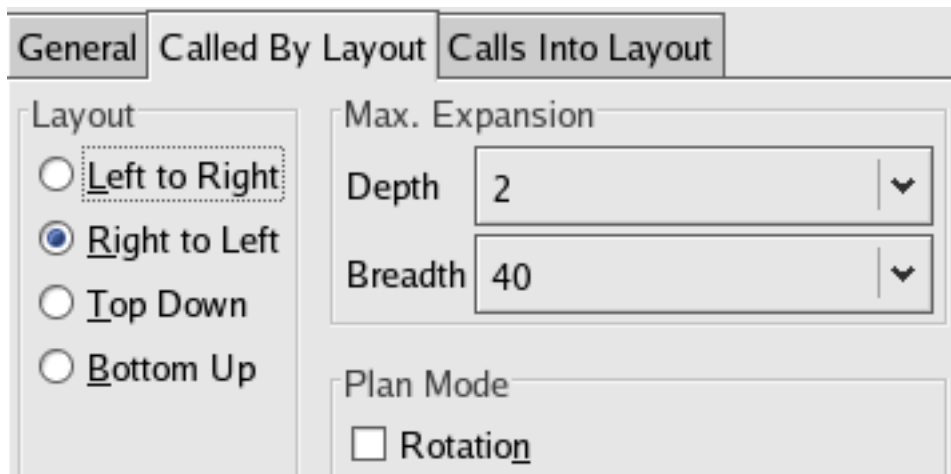 General Called By Layout Calls Into Layout
Layout
Left to Right
Right to Left
Top Down
Bottom Up
Max. Expansion
Depth 2
Breadth 40
Plan Mode
Rotation